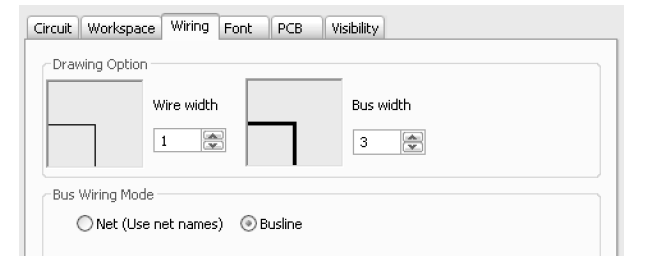 Circuit Workspace Wiring Font PCB Visibility
Drawing Option
Wire width Bus width
1 3
Bus Wiring Mode
Net (Use net names) Busline